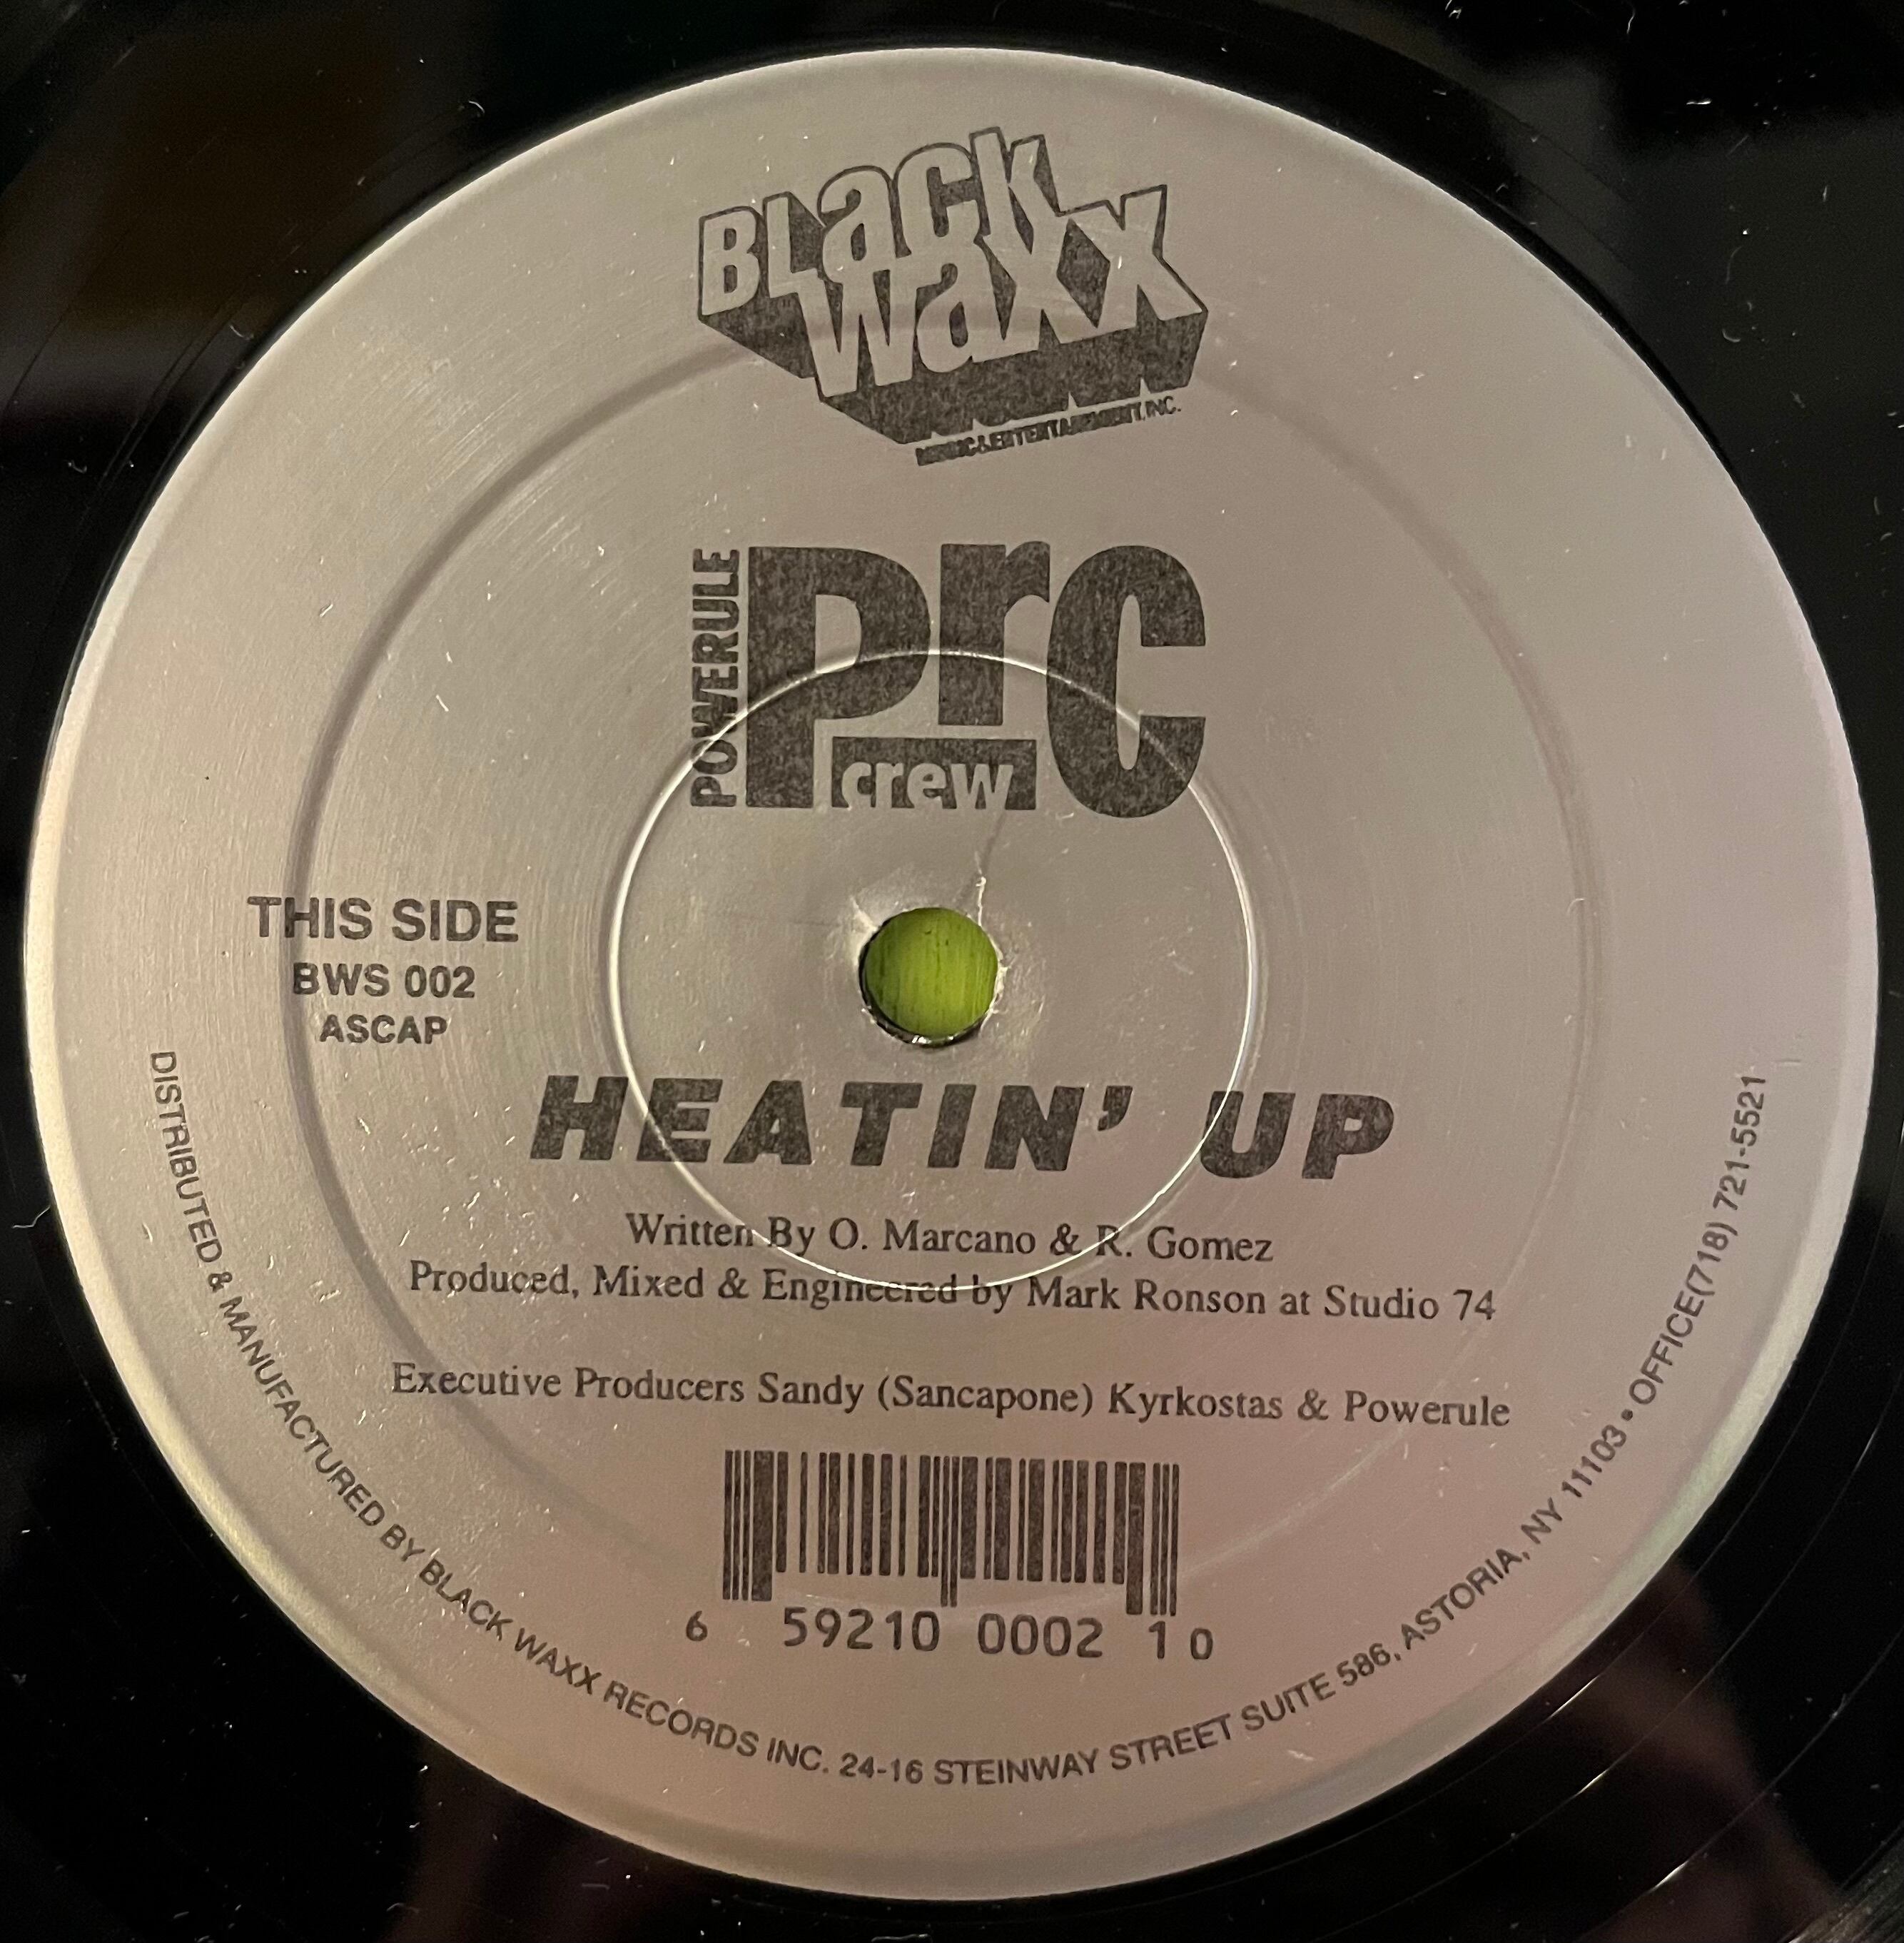 BLack
Waxx
MUSIC & ENTERTAINMENT, INC.
POWERULE
Prc
crew
THIS SIDE
BWS 002
ASCAP
HEATIN' UP
Written By O. Marcano & R. Gomez
Produced, Mixed & Engineered by Mark Ronson at Studio 74
Executive Producers Sandy (Sancapone) Kyrkostas & Powerule
6 59210 0002 1 0
DISTRIBUTED & MANUFACTURED BY BLACK WAXX RECORDS INC. 24-16 STEINWAY STREET SUITE 586, ASTORIA, NY 11103 • OFFICE(718) 721-5521